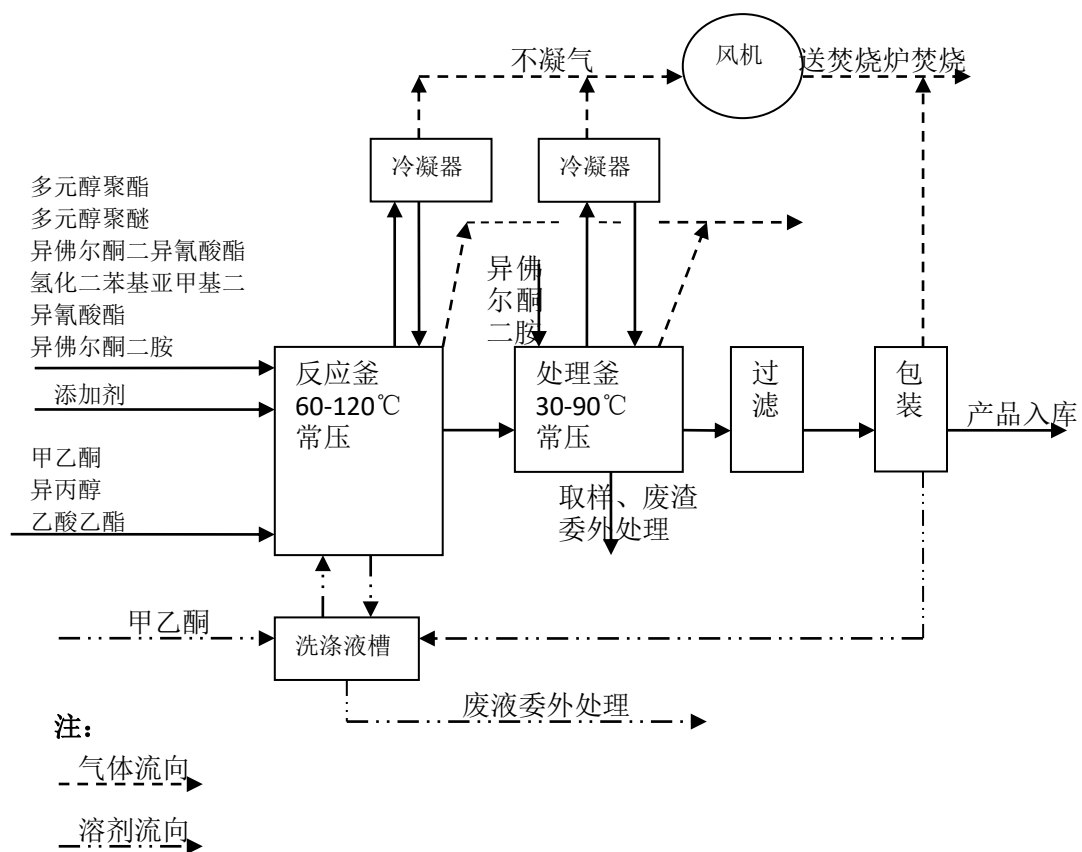 不凝气
风机
送焚烧炉焚烧
冷凝器
冷凝器
多元醇聚酯
多元醇聚醚
异佛尔酮二异氰酸酯
氢化二苯基亚甲基二
异氰酸酯
异佛尔酮二胺
异佛
尔酮
二胺
添加剂
反应釜
60-120℃
常压
处理釜
30-90℃
常压
过
滤
包
装
产品入库
甲乙酮
异丙醇
乙酸乙酯
取样、废渣
委外处理
甲乙酮
洗涤液槽
废液委外处理
注：
气体流向
溶剂流向